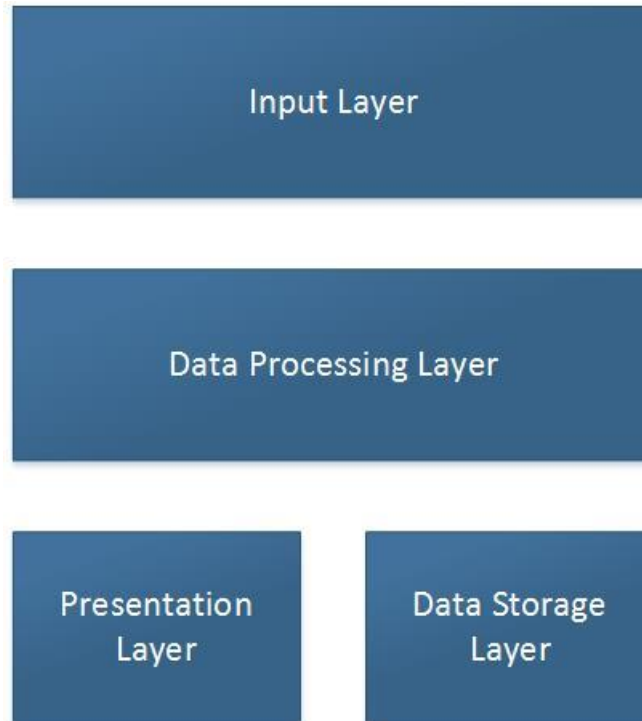 Input Layer
Data Processing Layer
Presentation
Layer
Data Storage
Layer